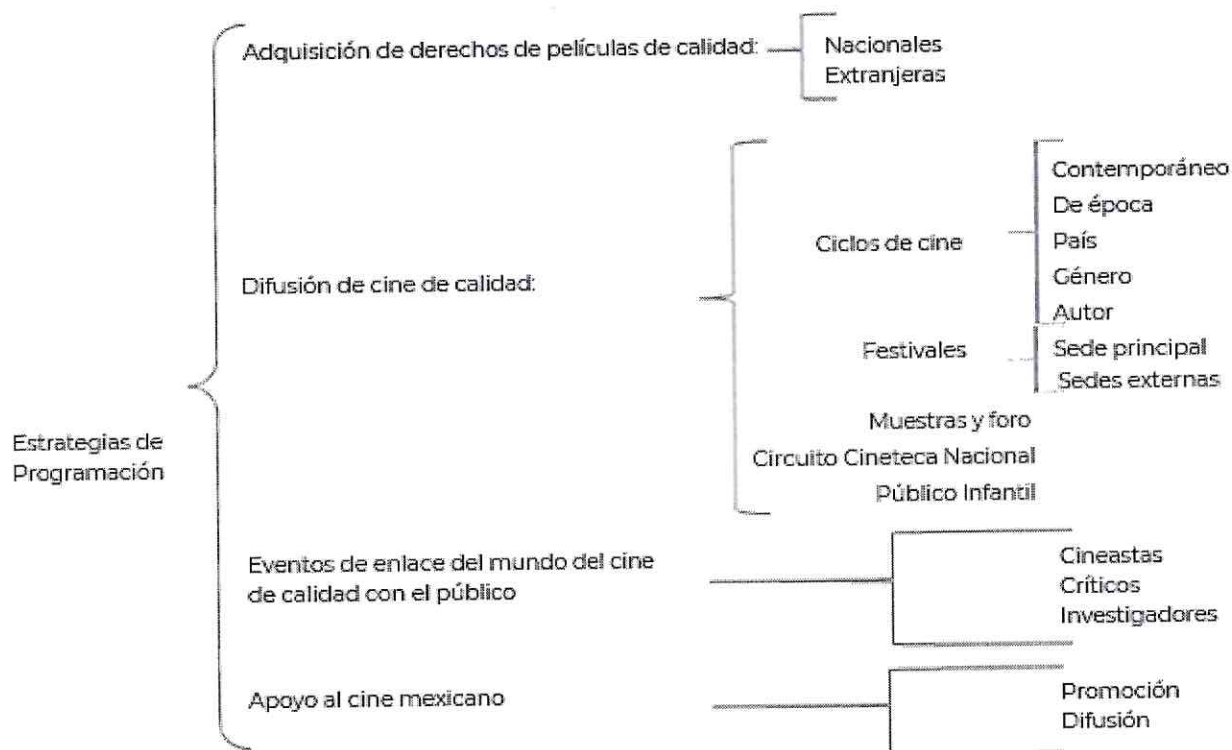 Estrategias de
Programación
Adquisición de derechos de películas de calidad:
Nacionales
Extranjeras
Difusión de cine de calidad:
Ciclos de cine
Contemporáneo
De época
País
Género
Autor
Festivales
Sede principal
Sedes externas
Muestras y foro
Circuito Cineteca Nacional
Público Infantil
Eventos de enlace del mundo del cine
de calidad con el público
Cineastas
Críticos
Investigadores
Apoyo al cine mexicano
Promoción
Difusión